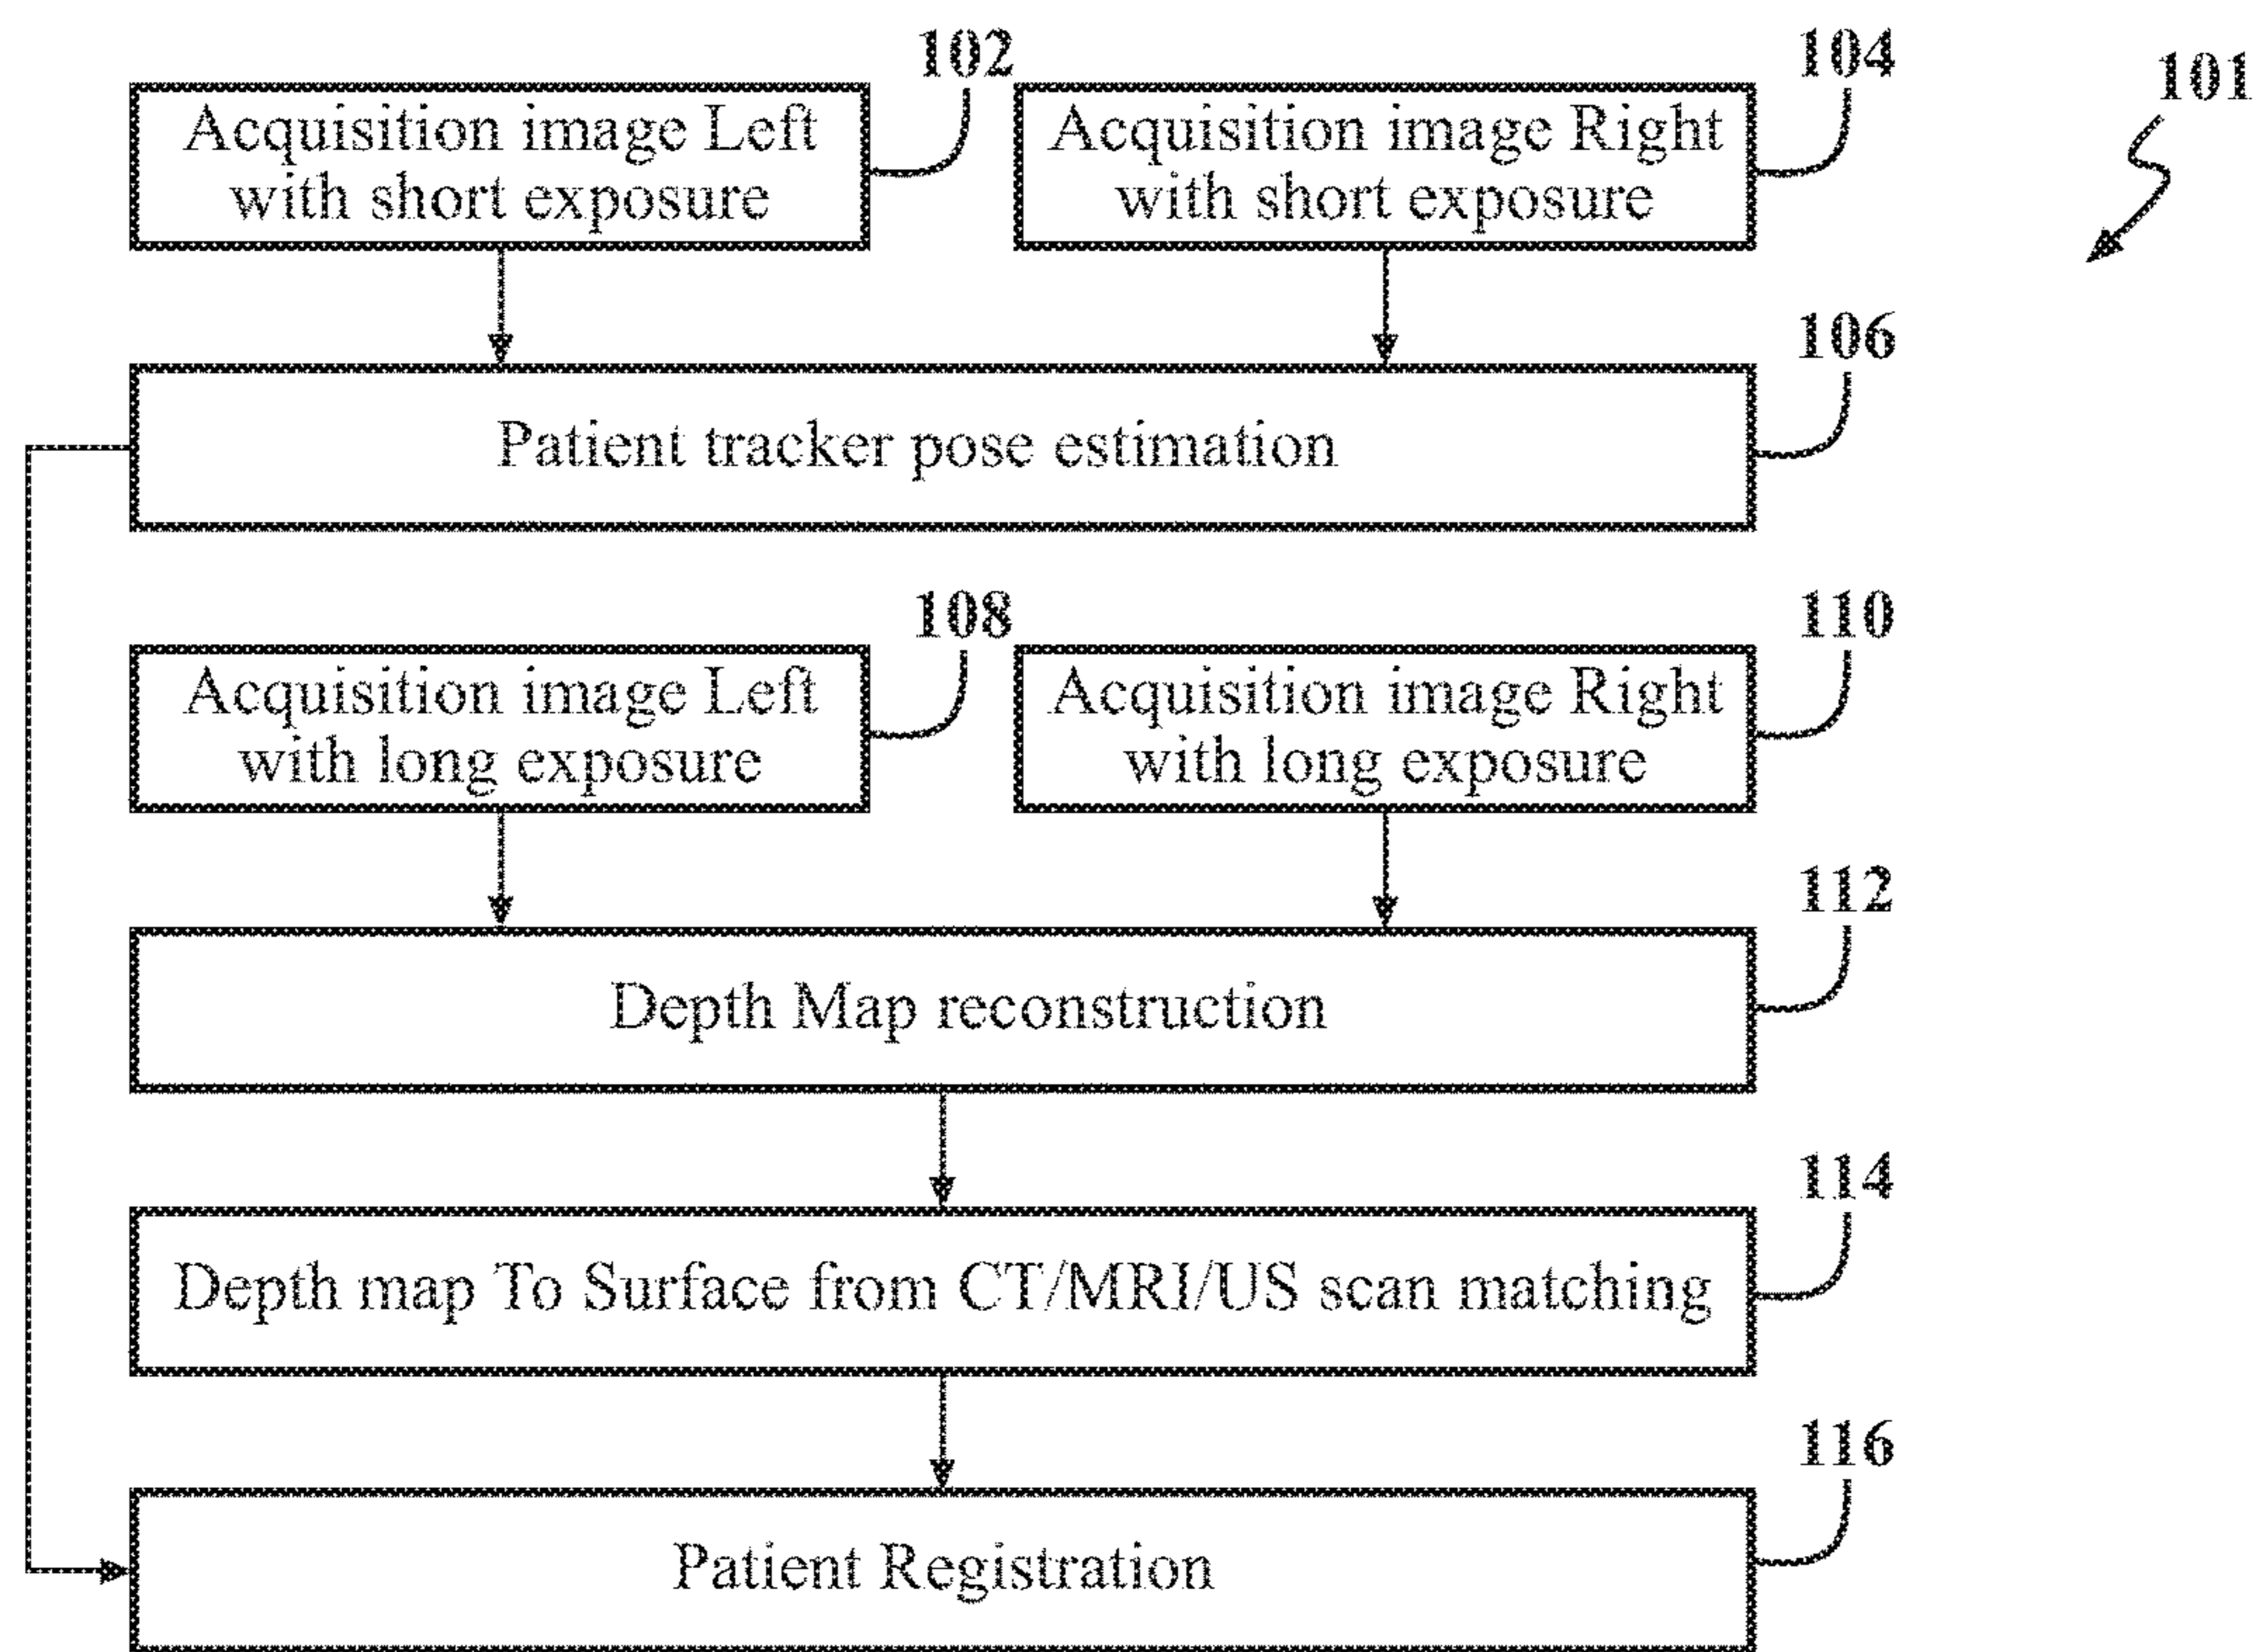 102
104
101
Acquisition image Left
with short exposure
Acquisition image Right
with short exposure
106
Patient tracker pose estimation
108
110
Acquisition image Left
with long exposure
Acquisition image Right
with long exposure
112
Depth Map reconstruction
114
Depth map To Surface from CT/MRI/US scan matching
116
Patient Registration